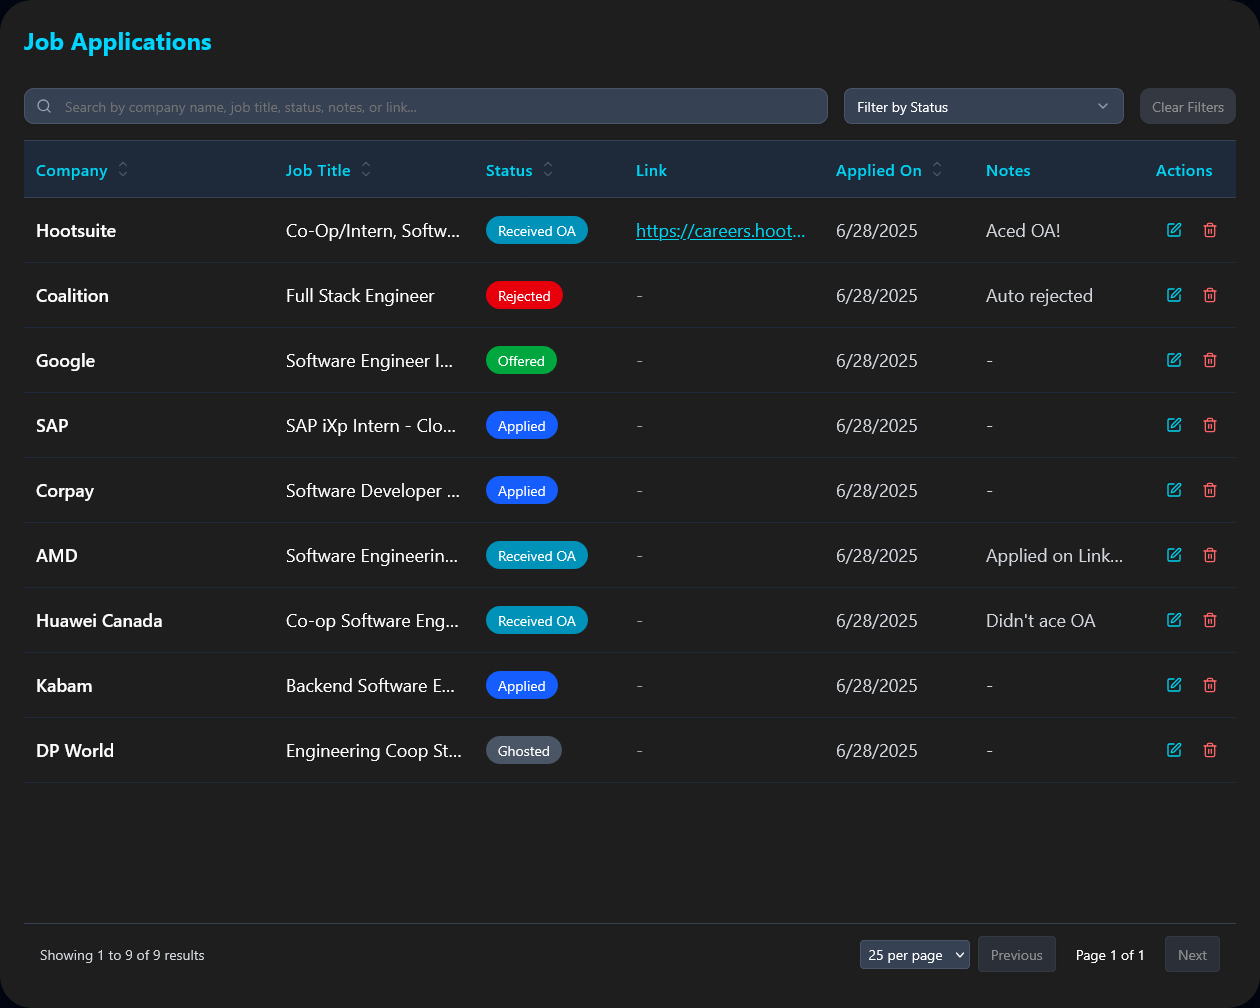 Job Applications
Search by company name, job title, status, notes, or link... Filter by Status Clear Filters
Company Job Title Status Link Applied On Notes Actions
Hootsuite Co-Op/Intern, Softw... Received OA https://careers.hoot... 6/28/2025 Aced OA!
Coalition Full Stack Engineer Rejected - 6/28/2025 Auto rejected
Google Software Engineer I... Offered - 6/28/2025 -
SAP SAP iXp Intern - Clo... Applied - 6/28/2025 -
Corpay Software Developer ... Applied - 6/28/2025 -
AMD Software Engineerin... Received OA - 6/28/2025 Applied on Link...
Huawei Canada Co-op Software Eng... Received OA - 6/28/2025 Didn't ace OA
Kabam Backend Software E... Applied - 6/28/2025 -
DP World Engineering Coop St... Ghosted - 6/28/2025 -
Showing 1 to 9 of 9 results 25 per page Previous Page 1 of 1 Next